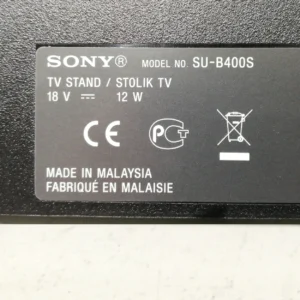 SONY® MODEL NO. SU-B400S
TV STAND / STOLIK TV
18 V ⎓ 12 W
CE PCT
MADE IN MALAYSIA
FABRIQUÉ EN MALAISIE